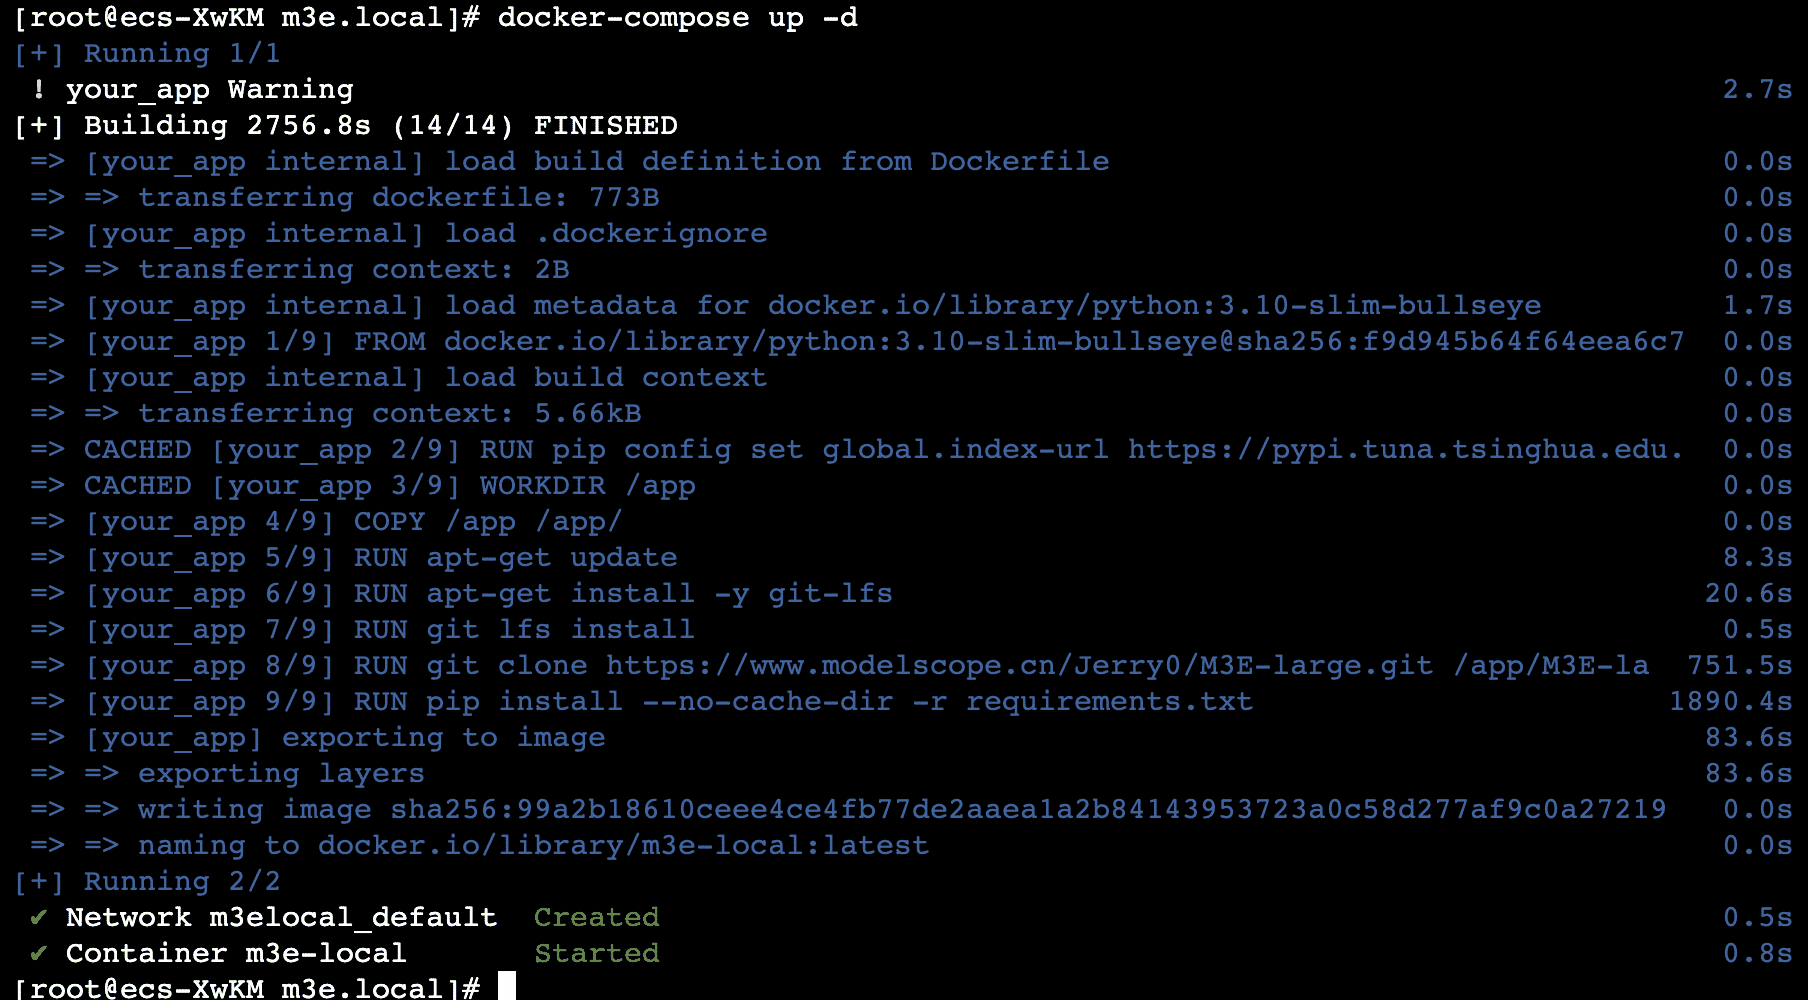 [root@ecs-XwKM m3e.local]# docker-compose up -d
[+] Running 1/1
 ! your_app Warning 2.7s
[+] Building 2756.8s (14/14) FINISHED
 => [your_app internal] load build definition from Dockerfile 0.0s
 => => transferring dockerfile: 773B 0.0s
 => [your_app internal] load .dockerignore 0.0s
 => => transferring context: 2B 0.0s
 => [your_app internal] load metadata for docker.io/library/python:3.10-slim-bullseye 1.7s
 => [your_app 1/9] FROM docker.io/library/python:3.10-slim-bullseye@sha256:f9d945b64f64eea6c7 0.0s
 => [your_app internal] load build context 0.0s
 => => transferring context: 5.66kB 0.0s
 => CACHED [your_app 2/9] RUN pip config set global.index-url https://pypi.tuna.tsinghua.edu. 0.0s
 => CACHED [your_app 3/9] WORKDIR /app 0.0s
 => [your_app 4/9] COPY /app /app/ 0.0s
 => [your_app 5/9] RUN apt-get update 8.3s
 => [your_app 6/9] RUN apt-get install -y git-lfs 20.6s
 => [your_app 7/9] RUN git lfs install 0.5s
 => [your_app 8/9] RUN git clone https://www.modelscope.cn/Jerry0/M3E-large.git /app/M3E-la 751.5s
 => [your_app 9/9] RUN pip install --no-cache-dir -r requirements.txt 1890.4s
 => [your_app] exporting to image 83.6s
 => => exporting layers 83.6s
 => => writing image sha256:99a2b18610ceee4ce4fb77de2aaea1a2b84143953723a0c58d277af9c0a27219 0.0s
 => => naming to docker.io/library/m3e-local:latest 0.0s
[+] Running 2/2
 ✔ Network m3elocal_default Created 0.5s
 ✔ Container m3e-local Started 0.8s
[root@ecs-XwKM m3e.local]#